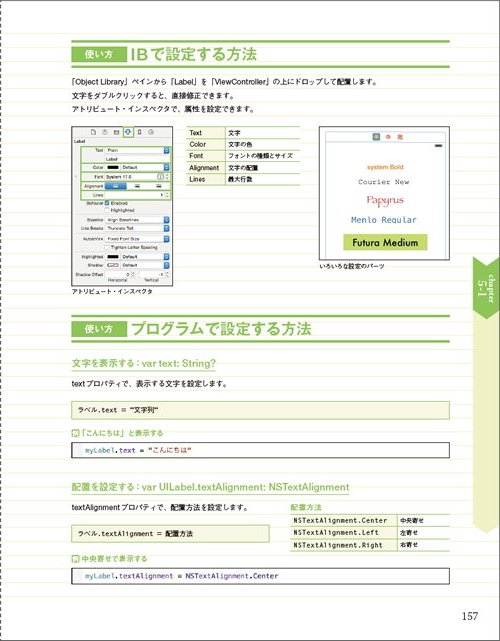 使い方 IBで設定する方法
「Object Library」ペインから「Label」を「ViewController」の上にドロップして配置します。
文字をダブルクリックすると、直接修正できます。
アトリビュート・インスペクタで、属性を設定できます。
Label
Text Plain
Label
Color Default
Font System 17.0
Alignment
Lines 1
Behavior Enabled
Highlighted
Baseline Align Baselines
Line Breaks Truncate Tail
Autoshrink Fixed Font Size
Tighten Letter Spacing
Highlighted Default
Shadow Default
Shadow Offset 0 -1
Horizontal Vertical
アトリビュート・インスペクタ
Text 文字
Color 文字の色
Font フォントの種類とサイズ
Alignment 文字の配置
Lines 最大行数
system Bold
Courier New
Papyrus
Menlo Regular
Futura Medium
いろいろな設定のパーツ
chapter
5-1
使い方 プログラムで設定する方法
文字を表示する：var text: String?
textプロパティで、表示する文字を設定します。
ラベル.text = "文字列"
例「こんにちは」と表示する
myLabel.text = "こんにちは"
配置を設定する：var UILabel.textAlignment: NSTextAlignment
textAlignmentプロパティで、配置方法を設定します。
ラベル.textAlignment = 配置方法
配置方法
NSTextAlignment.Center 中央寄せ
NSTextAlignment.Left 左寄せ
NSTextAlignment.Right 右寄せ
例 中央寄せで表示する
myLabel.textAlignment = NSTextAlignment.Center
157